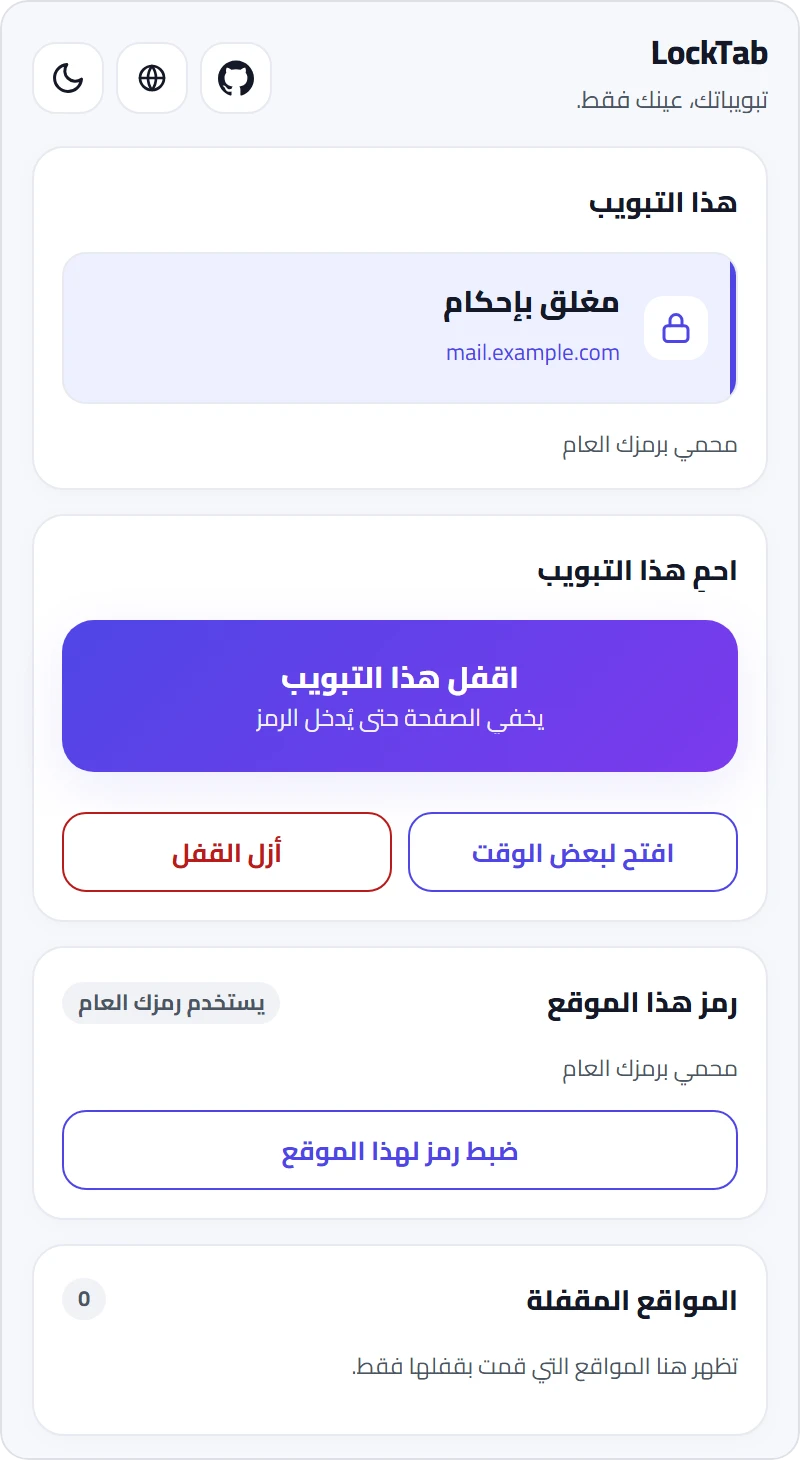 LockTab
تبويباتك، عينك فقط.
هذا التبويب
مغلق بإحكام
mail.example.com
محمي برمزك العام
احمِ هذا التبويب
اقفل هذا التبويب
يخفي الصفحة حتى يُدخل الرمز
افتح لبعض الوقت
أزل القفل
رمز هذا الموقع
يستخدم رمزك العام
محمي برمزك العام
ضبط رمز لهذا الموقع
المواقع المقفلة
0
تظهر هنا المواقع التي قمت بقفلها فقط.